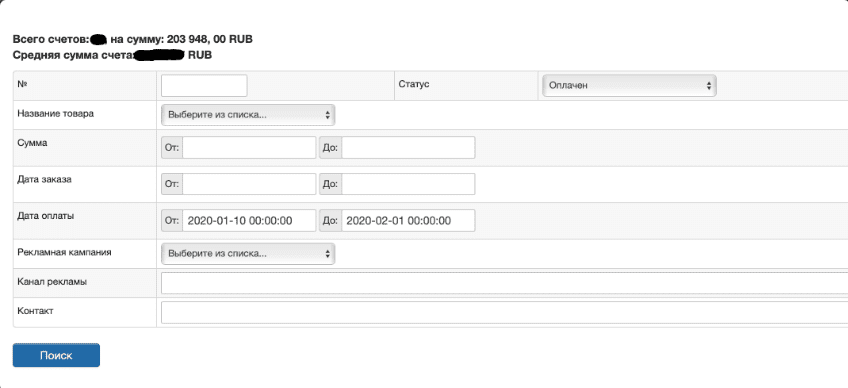 Всего счетов: на сумму: 203 948, 00 RUB
Средняя сумма счета: RUB
№ Статус Оплачен
Название товара Выберите из списка...
Сумма От: До:
Дата заказа От: До:
Дата оплаты От: 2020-01-10 00:00:00 До: 2020-02-01 00:00:00
Рекламная кампания Выберите из списка...
Канал рекламы
Контакт
Поиск